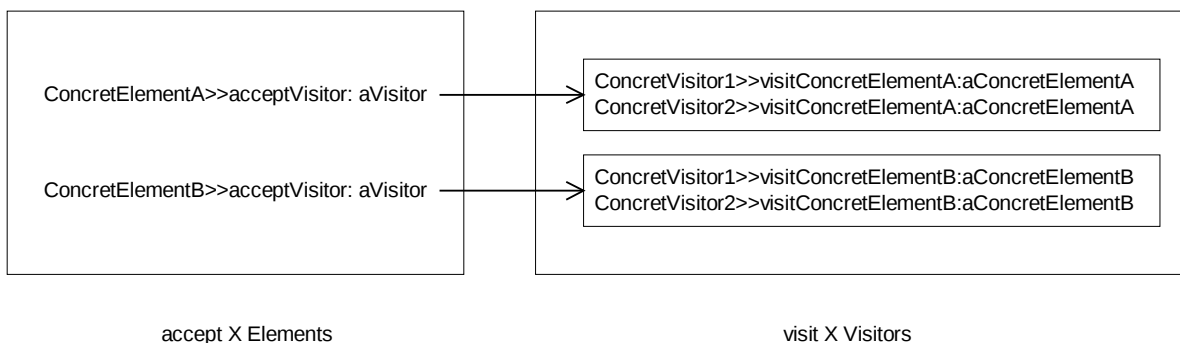 ConcretElementA>>acceptVisitor: aVisitor
ConcretVisitor1>>visitConcretElementA:aConcretElementA
ConcretVisitor2>>visitConcretElementA:aConcretElementA
ConcretElementB>>acceptVisitor: aVisitor
ConcretVisitor1>>visitConcretElementB:aConcretElementB
ConcretVisitor2>>visitConcretElementB:aConcretElementB
accept X Elements
visit X Visitors